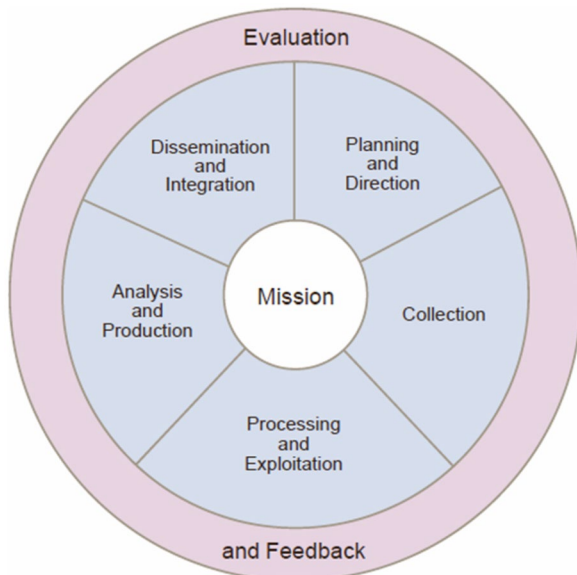 Evaluation
Planning
and
Direction
Collection
Processing
and
Exploitation
Analysis
and
Production
Dissemination
and
Integration
Mission
and Feedback